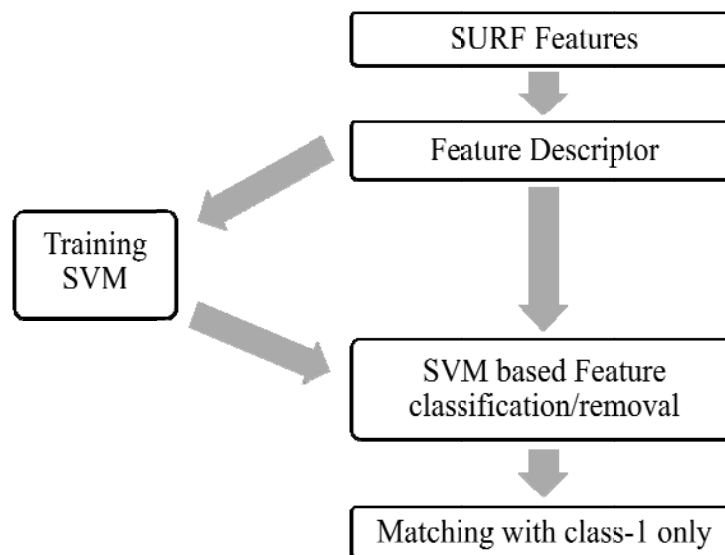 SURF Features
Feature Descriptor
Training
SVM
SVM based Feature
classification/removal
Matching with class-1 only